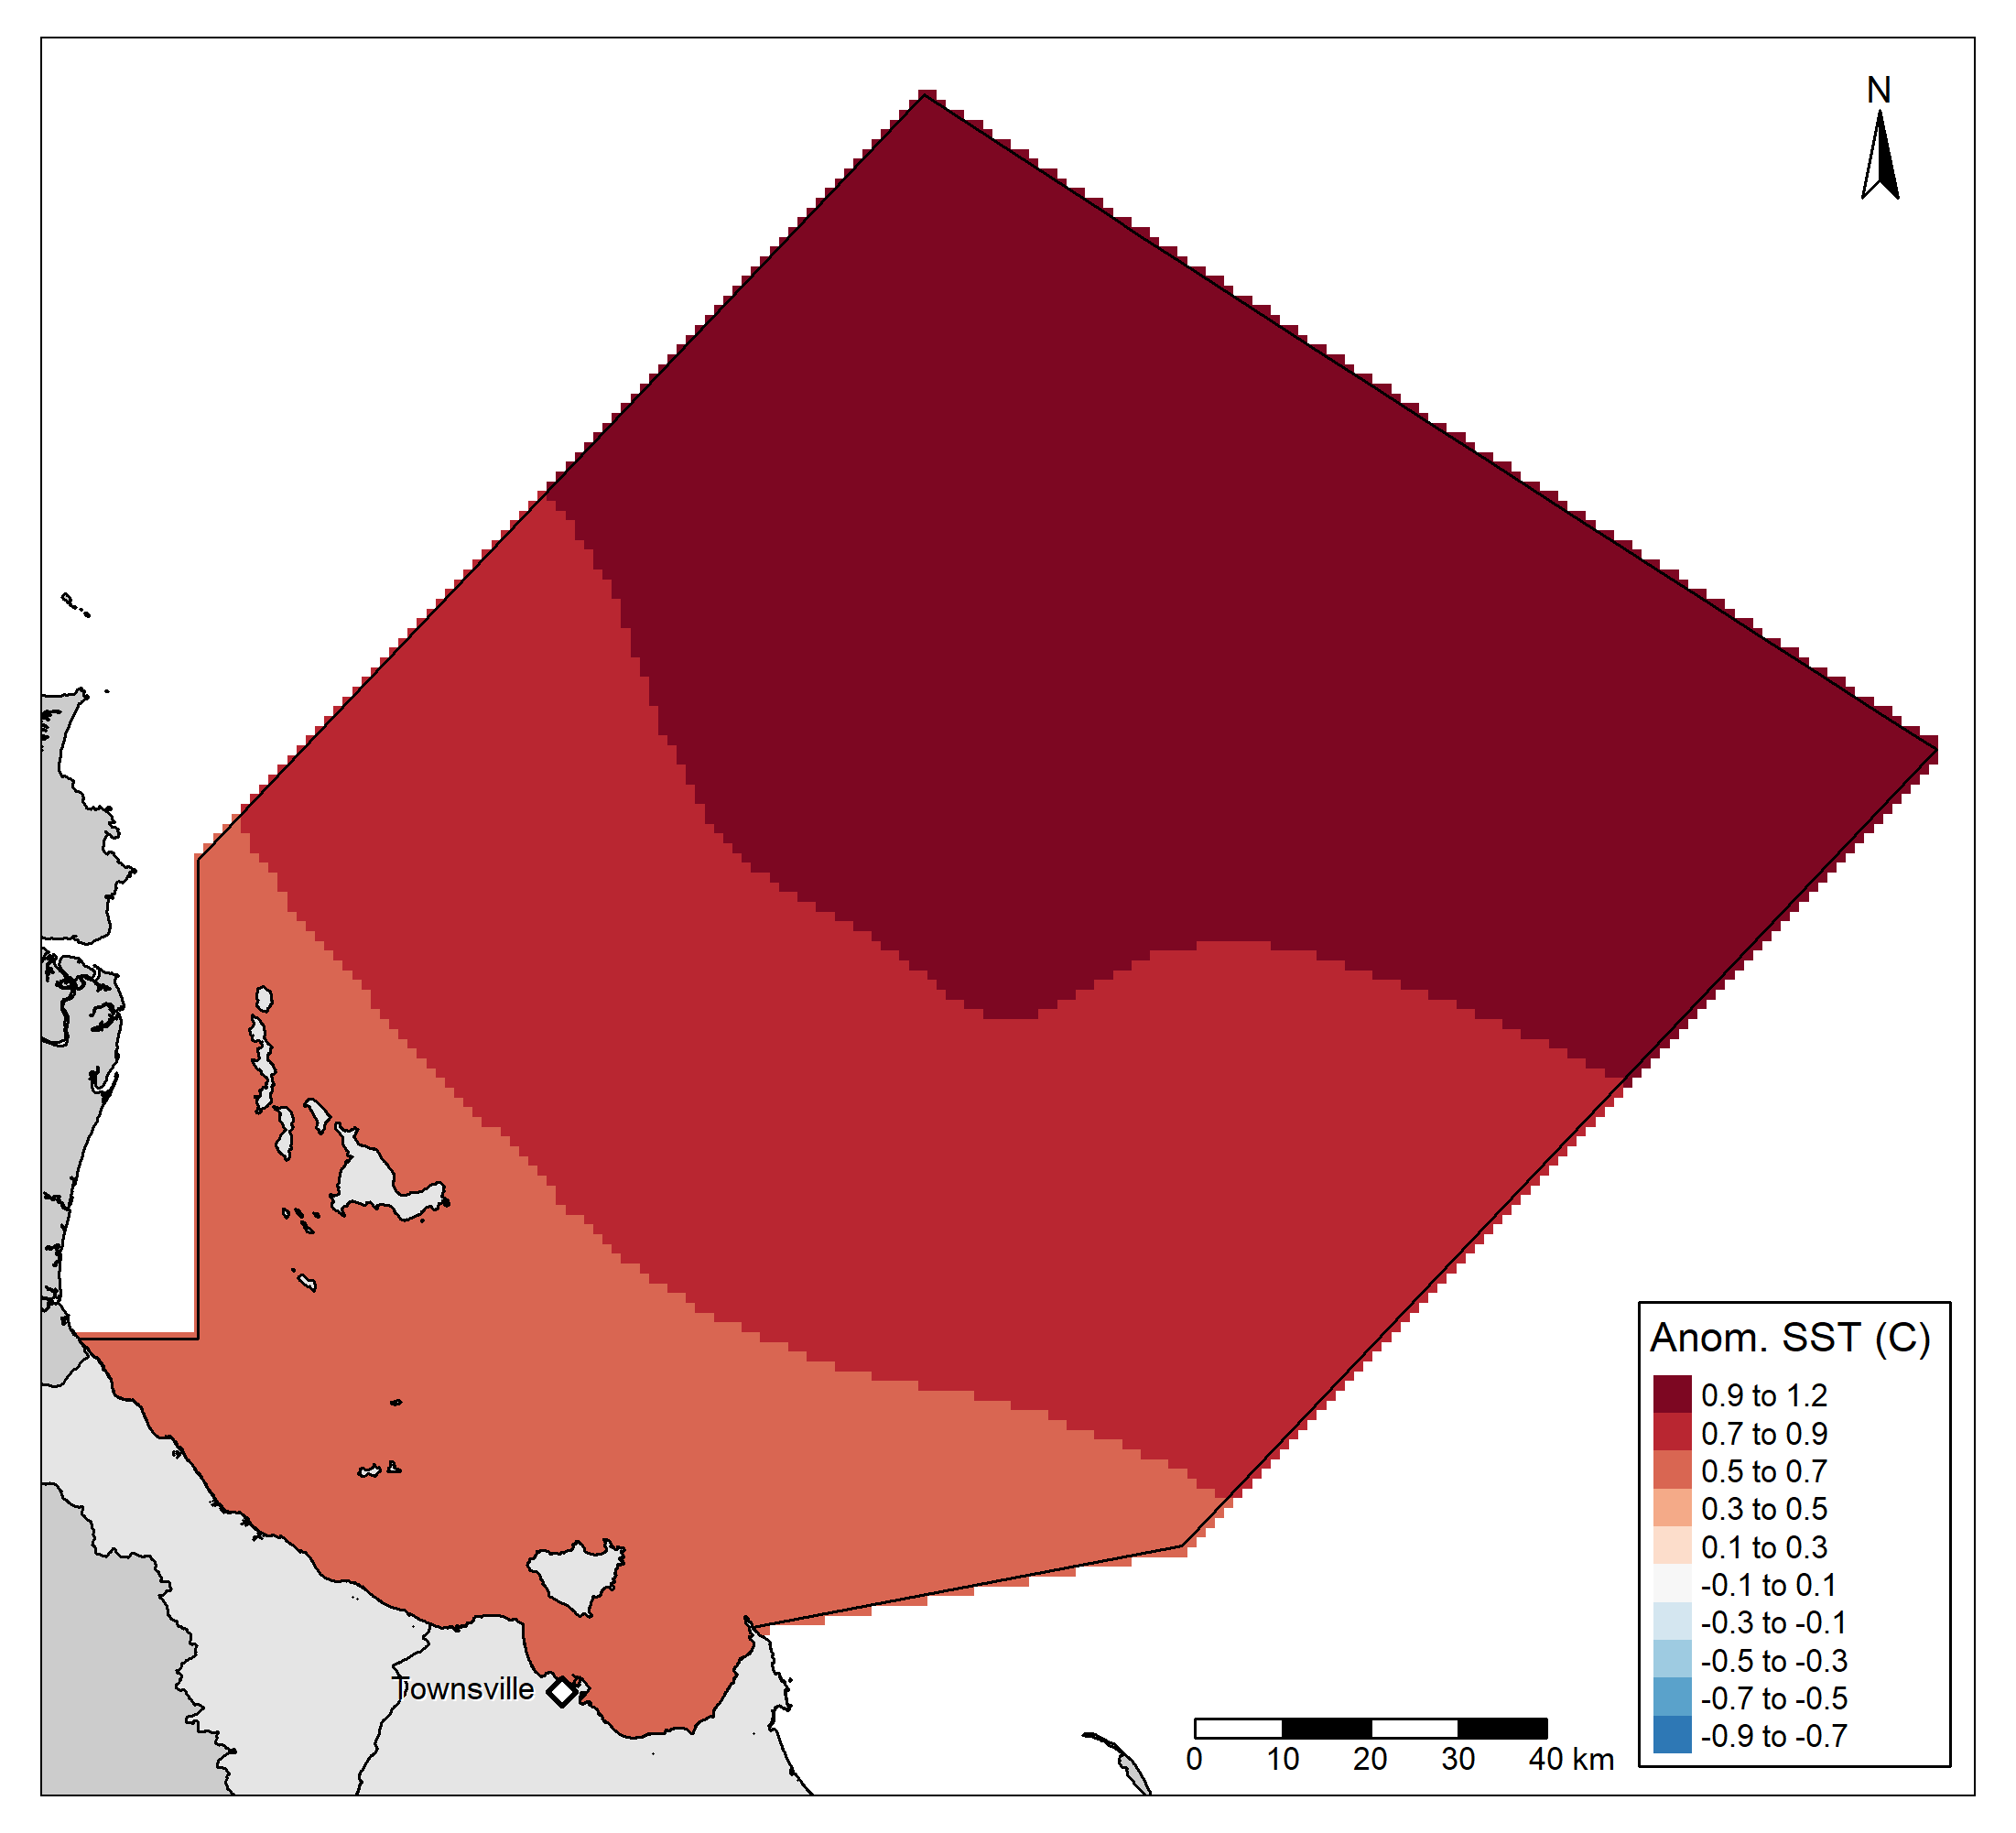 N
Anom. SST (C)
0.9 to 1.2
0.7 to 0.9
0.5 to 0.7
0.3 to 0.5
0.1 to 0.3
-0.1 to 0.1
-0.3 to -0.1
-0.5 to -0.3
-0.7 to -0.5
-0.9 to -0.7
Townsville
0 10 20 30 40 km